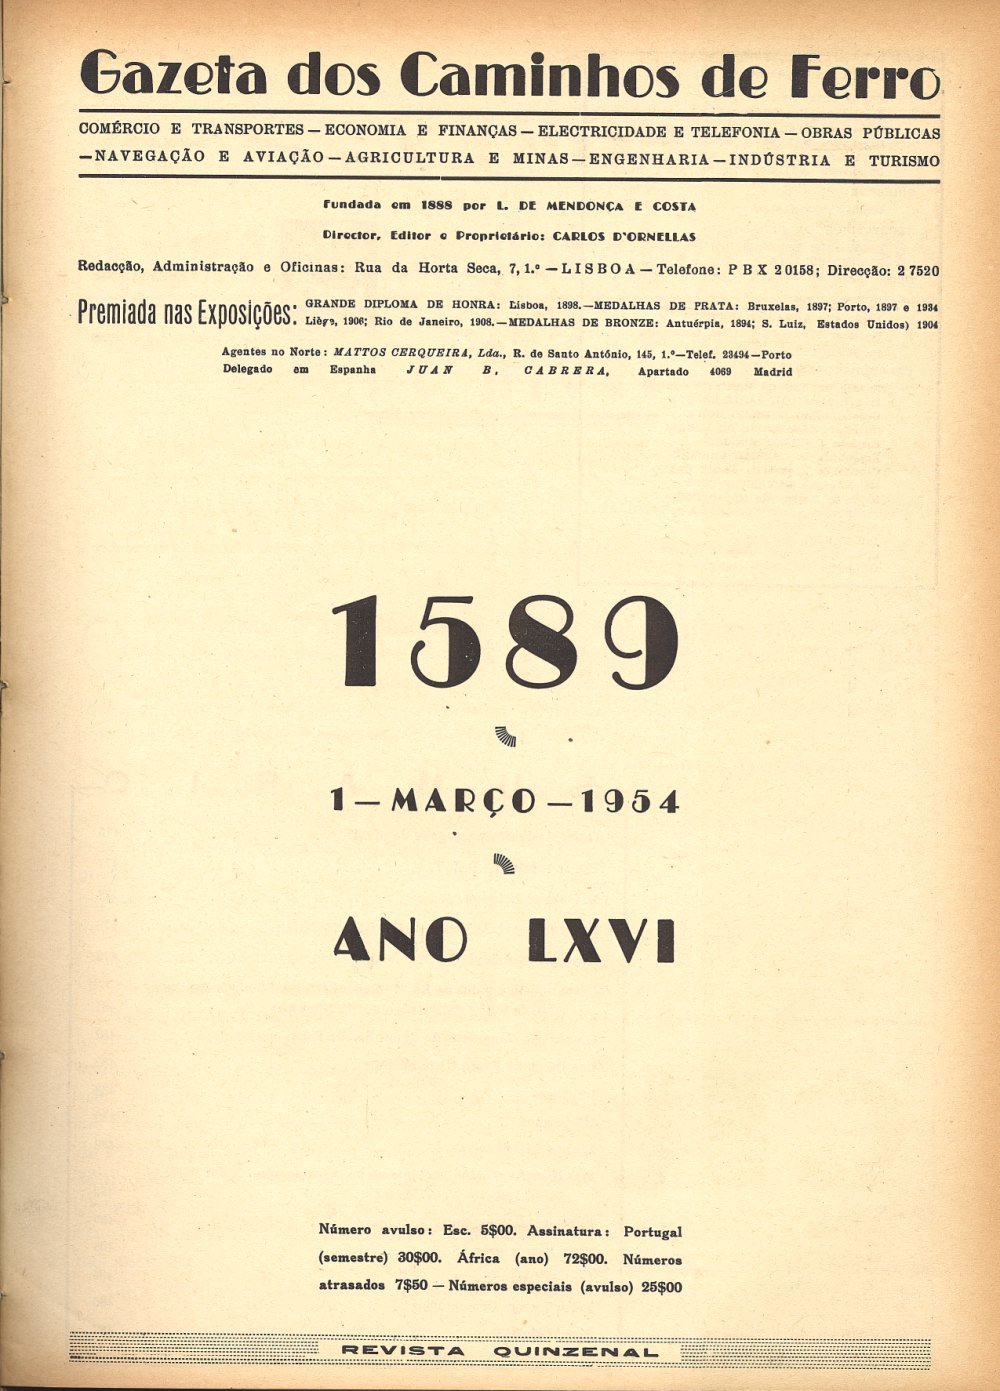 Gazeta dos Caminhos de Ferro
COMÉRCIO E TRANSPORTES — ECONOMIA E FINANÇAS — ELECTRICIDADE E TELEFONIA — OBRAS PÚBLICAS
— NAVEGAÇÃO E AVIAÇÃO — AGRICULTURA E MINAS — ENGENHARIA — INDÚSTRIA E TURISMO
Fundada em 1888 por L. DE MENDONÇA E COSTA
Director, Editor e Proprietário: CARLOS D'ORNELLAS
Redacção, Administração e Oficinas: Rua da Horta Seca, 7, 1.º — LISBOA — Telefone: PBX 20158; Direcção: 27520
Premiada nas Exposições:
GRANDE DIPLOMA DE HONRA: Lisboa, 1898.—MEDALHAS DE PRATA: Bruxelas, 1897; Porto, 1897 e 1934
Liège, 1906; Rio de Janeiro, 1908.—MEDALHAS DE BRONZE: Antuérpia, 1894; S. Luiz, Estados Unidos) 1904
Agentes no Norte: MATTOS CERQUEIRA, Lda., R. de Santo António, 145, 1.º—Telef. 23494—Porto
Delegado em Espanha JUAN B. CABRERA, Apartado 4069 Madrid
1589
1 — MARÇO — 1954
ANO LXVI
Número avulso: Esc. 5$00. Assinatura: Portugal
(semestre) 30$00. África (ano) 72$00. Números
atrasados 7$50 — Números especiais (avulso) 25$00
REVISTA QUINZENAL